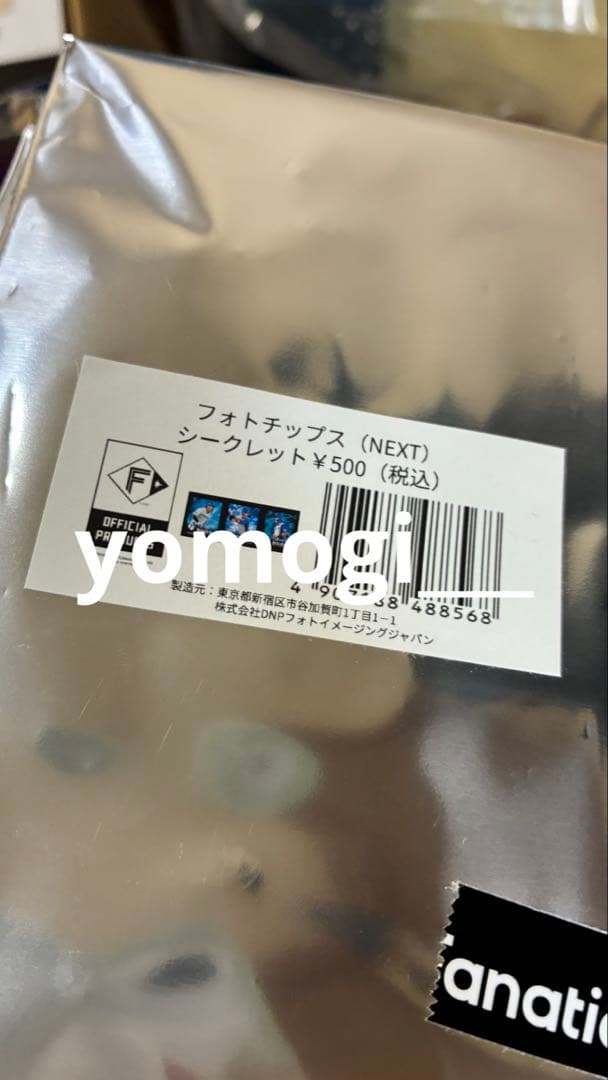 フォトチップス（NEXT）
シークレット￥500（税込）
F
OFFICIAL
yomogi__
488568
製造元：東京都新宿区市谷加賀町1丁目1−1
株式会社DNPフォトイメージングジャパン